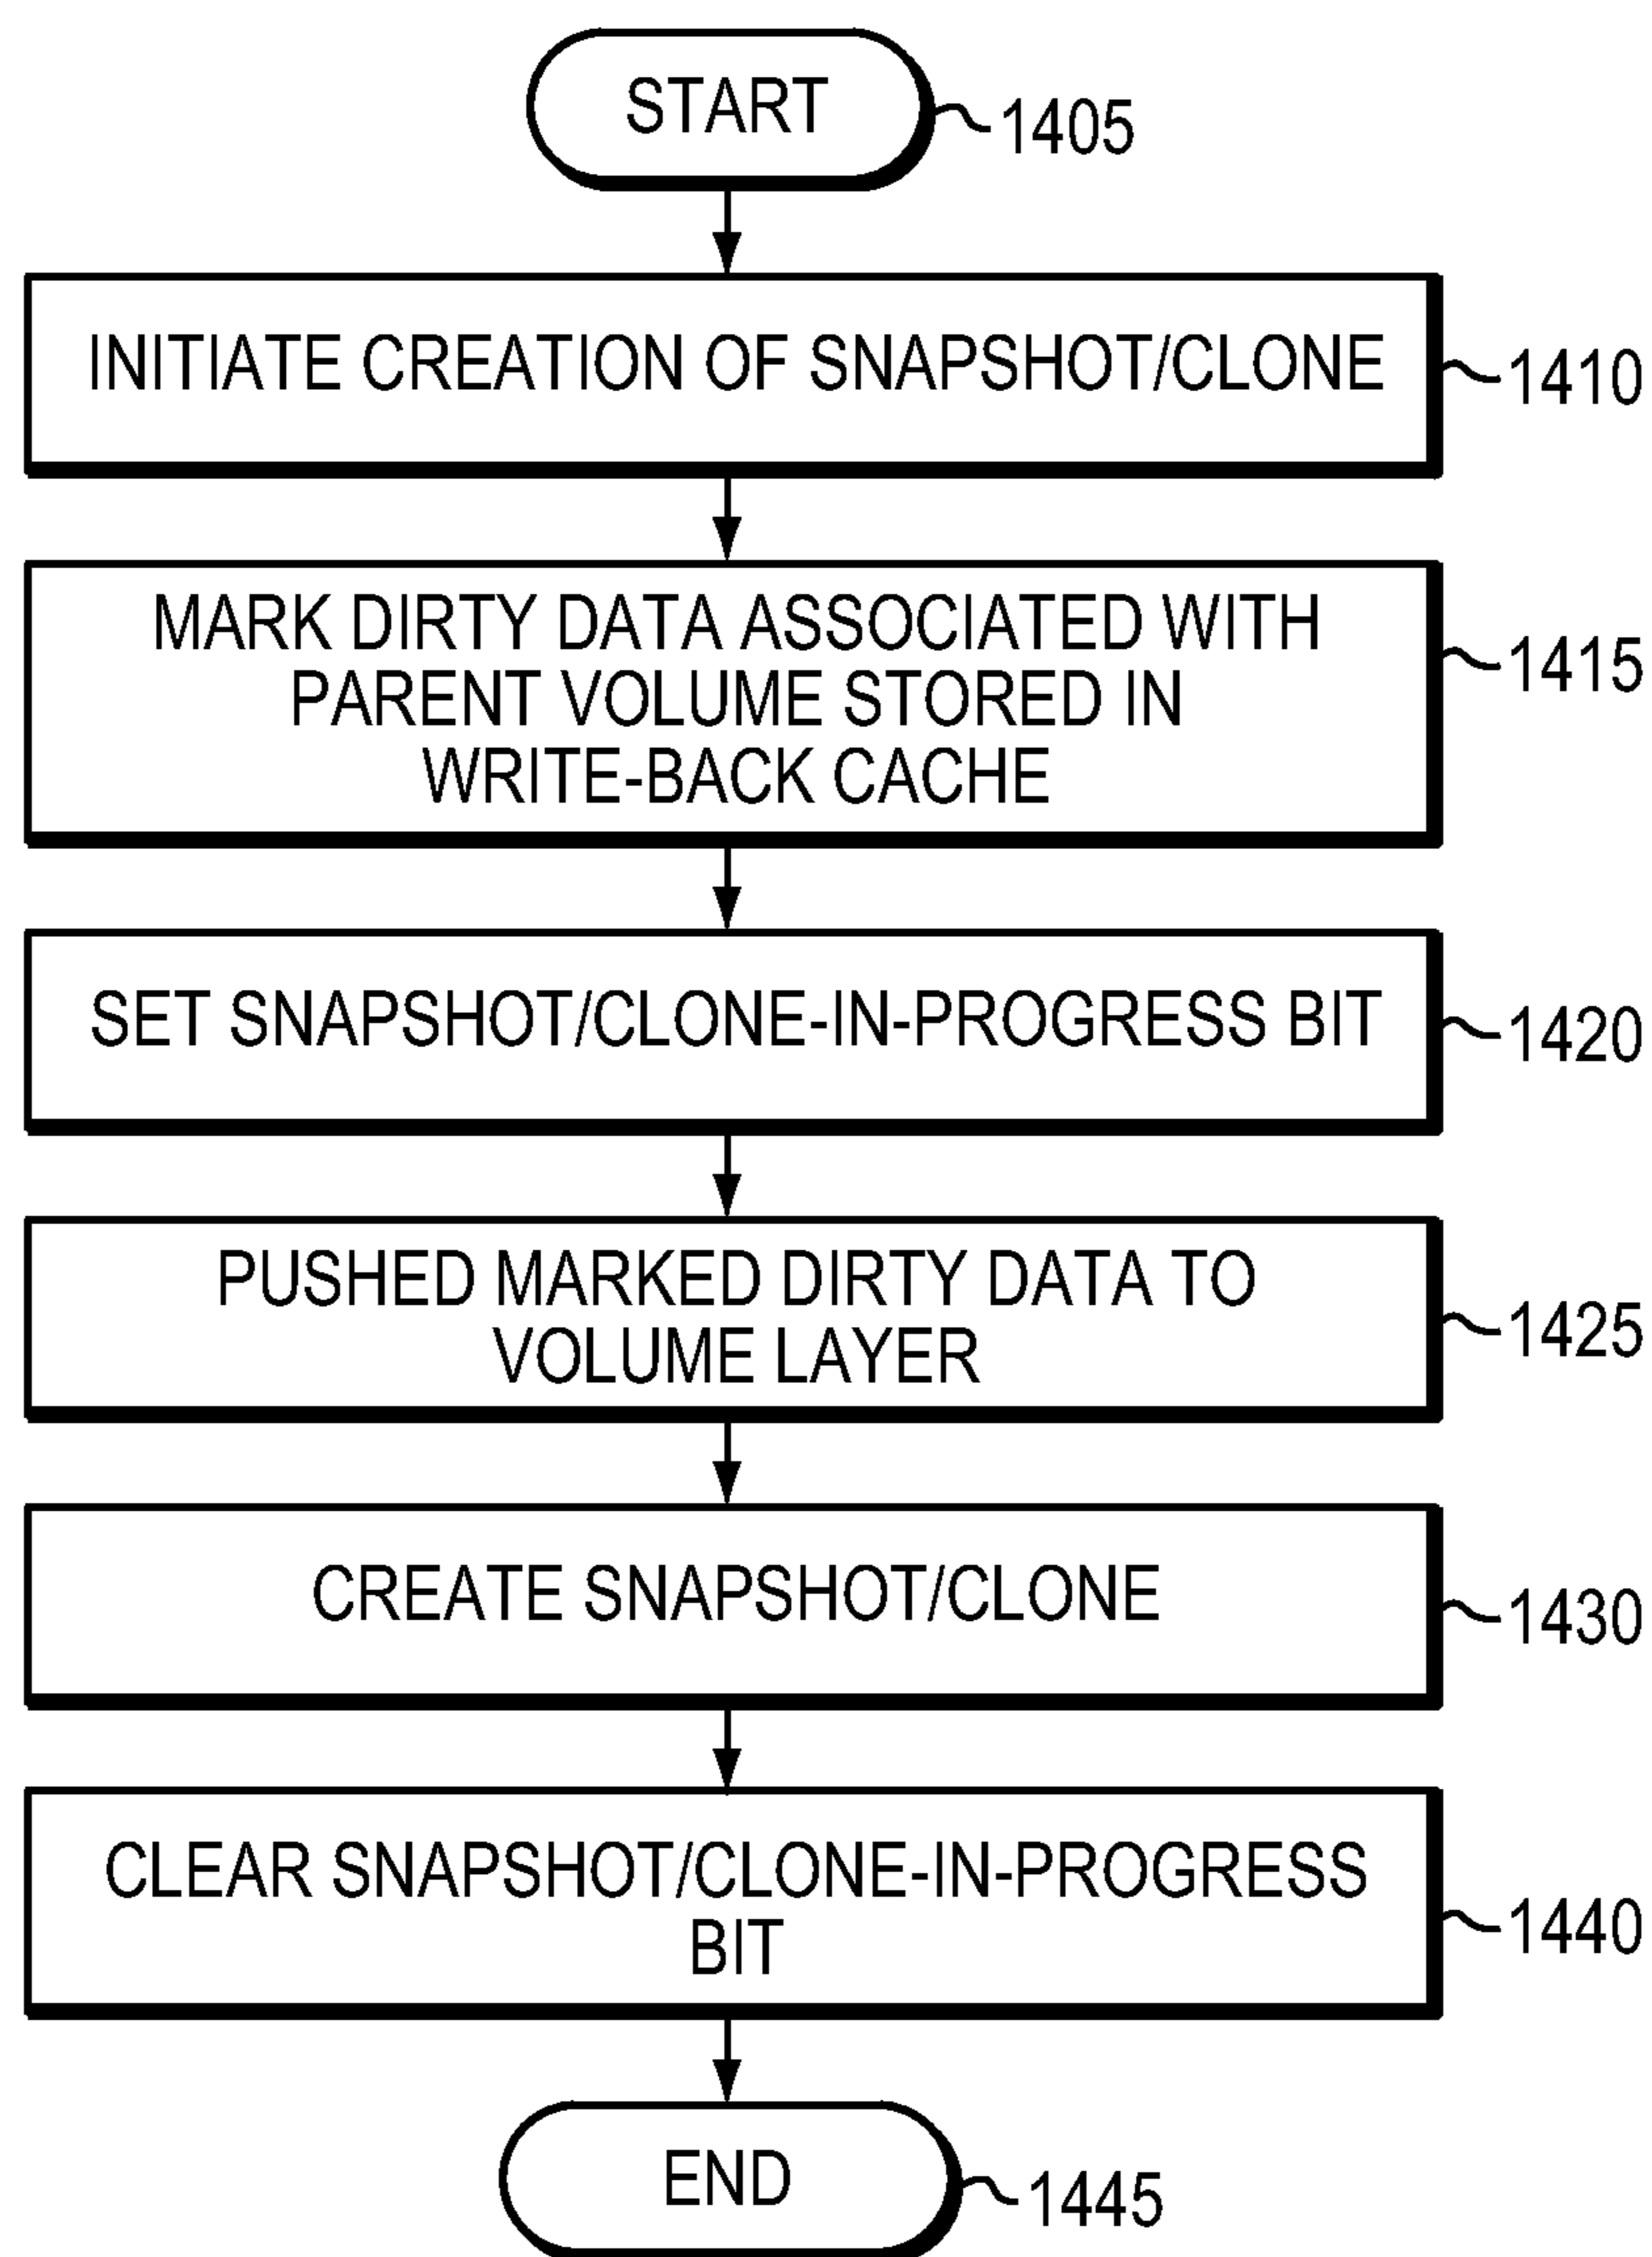 START
1405
INITIATE CREATION OF SNAPSHOT/CLONE
1410
MARK DIRTY DATA ASSOCIATED WITH
PARENT VOLUME STORED IN
WRITE-BACK CACHE
1415
SET SNAPSHOT/CLONE-IN-PROGRESS BIT
1420
PUSHED MARKED DIRTY DATA TO
VOLUME LAYER
1425
CREATE SNAPSHOT/CLONE
1430
CLEAR SNAPSHOT/CLONE-IN-PROGRESS
BIT
1440
END
1445